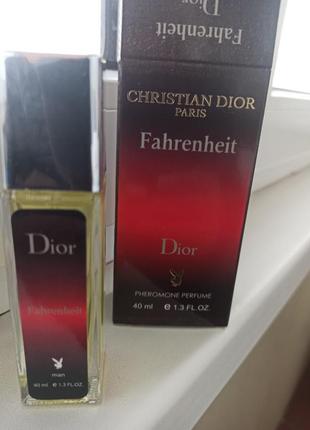 Fahrenheit
Dior
CHRISTIAN DIOR
PARIS
Fahrenheit
Dior
PHEROMONE PERFUME
40 ml e 1.3 FL.OZ.
Dior
Fahrenheit
man
40 ml e 1.3 FL.OZ.